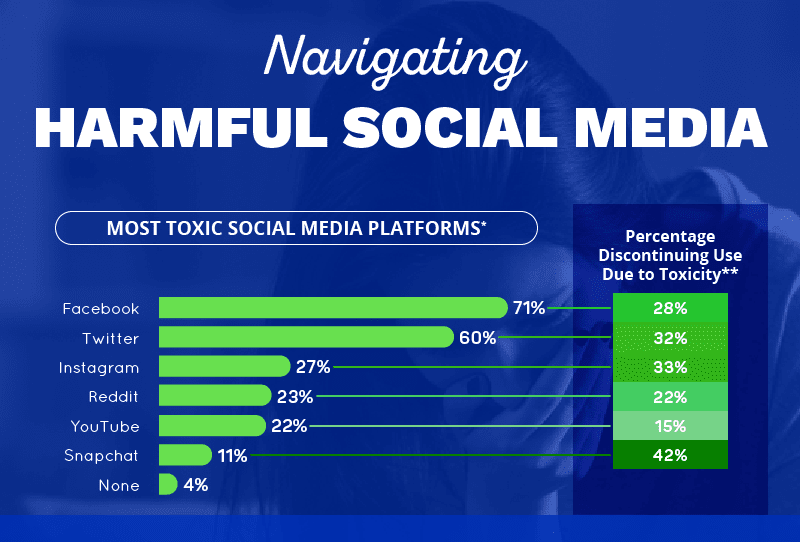 Navigating
HARMFUL SOCIAL MEDIA
MOST TOXIC SOCIAL MEDIA PLATFORMS*
Percentage
Discontinuing Use
Due to Toxicity**
Facebook 71% 28%
Twitter 60% 32%
Instagram 27% 33%
Reddit 23% 22%
YouTube 22% 15%
Snapchat 11% 42%
None 4%